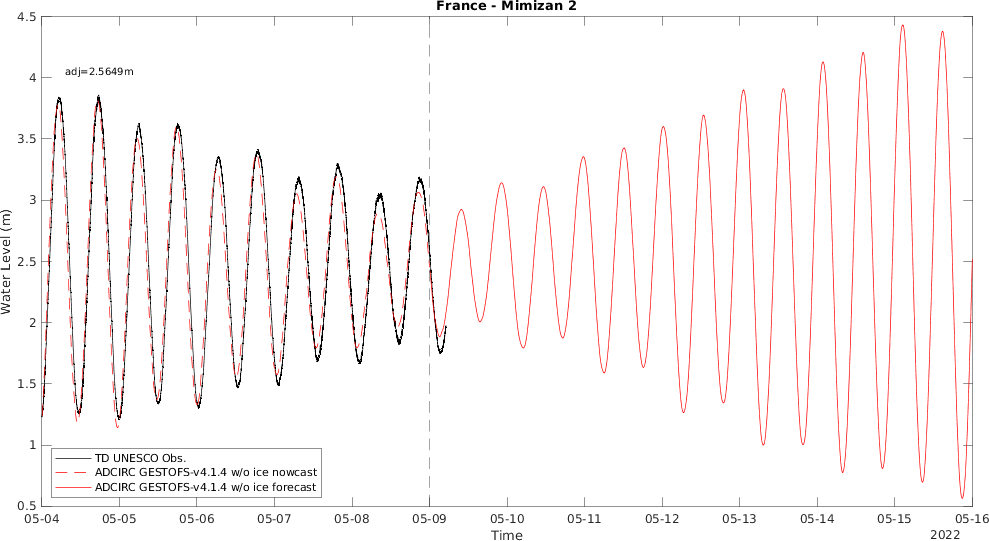 France - Mimizan 2
adj=2.5649m
4.5
4
3.5
3
2.5
2
1.5
1
0.5
Water Level (m)
TD UNESCO Obs.
ADCIRC GESTOFS-v4.1.4 w/o ice nowcast
ADCIRC GESTOFS-v4.1.4 w/o ice forecast
05-04 05-05 05-06 05-07 05-08 05-09 05-10 05-11 05-12 05-13 05-14 05-15 05-16
Time
2022